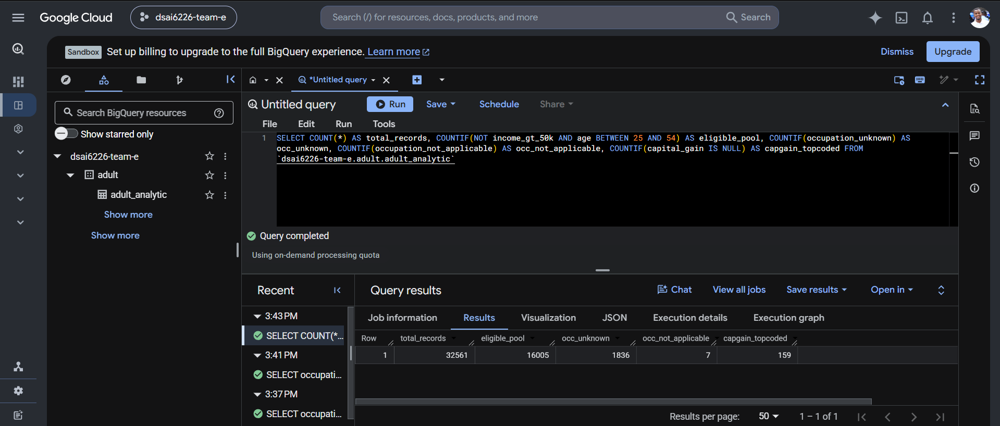 Google Cloud
dsai6226-team-e
Search (/) for resources, docs, products, and more
Search
Sandbox Set up billing to upgrade to the full BigQuery experience. Learn more
Dismiss
Upgrade
*Untitled query
Search BigQuery resources
Show starred only
dsai6226-team-e
adult
adult_analytic
Show more
Show more
Untitled query
Run
Save
Schedule
Share
File Edit Run Tools
1 SELECT COUNT(*) AS total_records, COUNTIF(NOT income_gt_50k AND age BETWEEN 25 AND 54) AS eligible_pool, COUNTIF(occupation_unknown) AS
occ_unknown, COUNTIF(occupation_not_applicable) AS occ_not_applicable, COUNTIF(capital_gain IS NULL) AS capgain_topcoded FROM
`dsai6226-team-e.adult.adult_analytic`
Query completed
Using on-demand processing quota
Recent
3:43 PM
SELECT COUNT(*...
3:41 PM
SELECT occupati...
3:37 PM
SELECT occupati...
Query results
Chat
View all jobs
Save results
Open in
Job information Results Visualization JSON Execution details Execution graph
Row total_records eligible_pool occ_unknown occ_not_applicable capgain_topcoded
1 32561 16005 1836 7 159
Results per page: 50 1 – 1 of 1